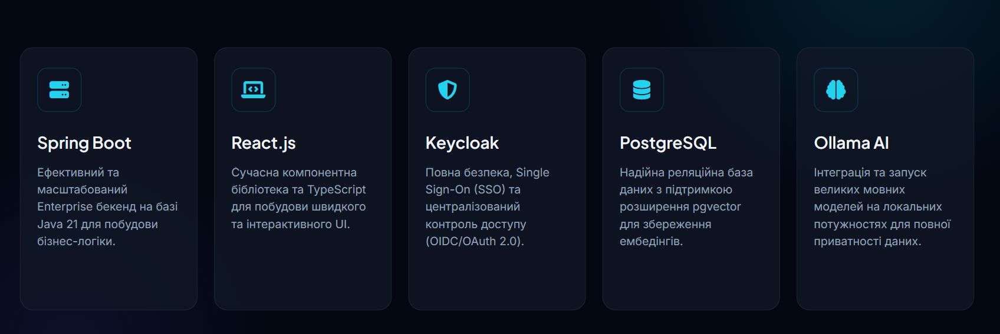 Spring Boot
Ефективний та
масштабований
Enterprise бекенд на базі
Java 21 для побудови
бізнес-логіки.
React.js
Сучасна компонентна
бібліотека та TypeScript
для побудови швидкого
та інтерактивного UI.
Keycloak
Повна безпека, Single
Sign-On (SSO) та
централізований
контроль доступу
(OIDC/OAuth 2.0).
PostgreSQL
Надійна реляційна база
даних з підтримкою
розширення pgvector
для збереження
ембедінгів.
Ollama AI
Інтеграція та запуск
великих мовних
моделей на локальних
потужностях для повної
приватності даних.